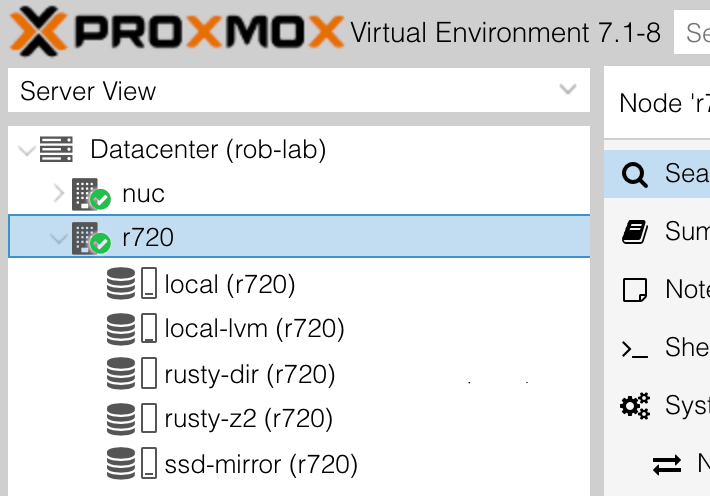 PROXMOX Virtual Environment 7.1-8 Se
Server View
Node 'r7
Datacenter (rob-lab)
nuc
r720
local (r720)
local-lvm (r720)
rusty-dir (r720)
rusty-z2 (r720)
ssd-mirror (r720)
Sea
Sum
Note
She
Syst
N